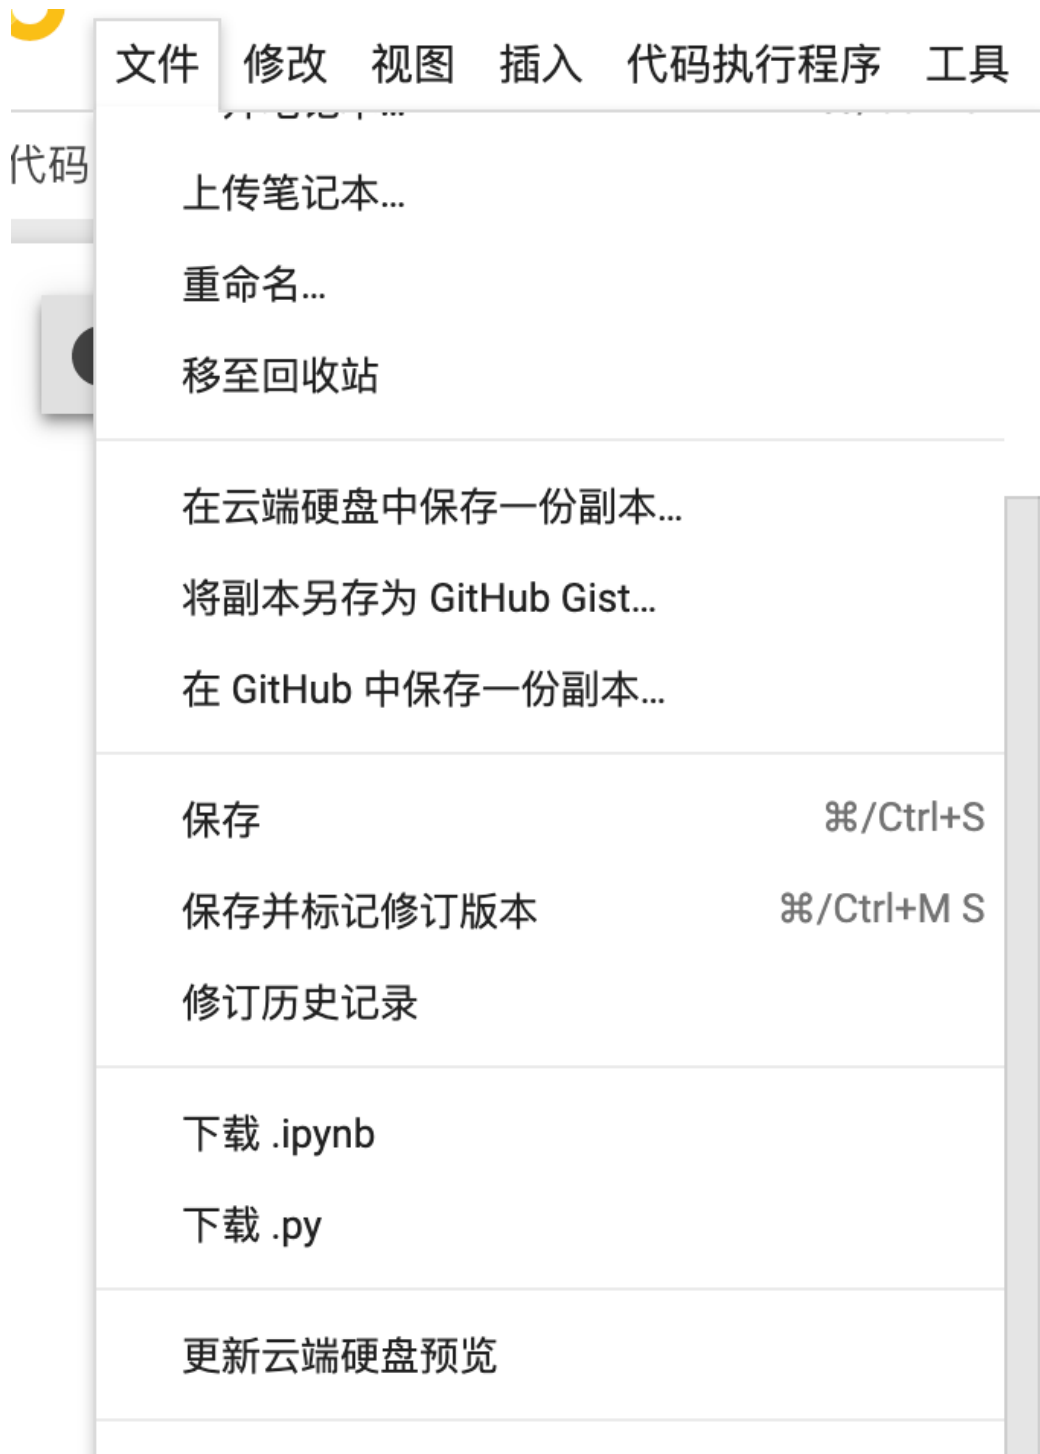 文件 修改 视图 插入 代码执行程序 工具
代码
上传笔记本...
重命名...
移至回收站
在云端硬盘中保存一份副本...
将副本另存为 GitHub Gist...
在 GitHub 中保存一份副本...
保存 ⌘/Ctrl+S
保存并标记修订版本 ⌘/Ctrl+M S
修订历史记录
下载 .ipynb
下载 .py
更新云端硬盘预览